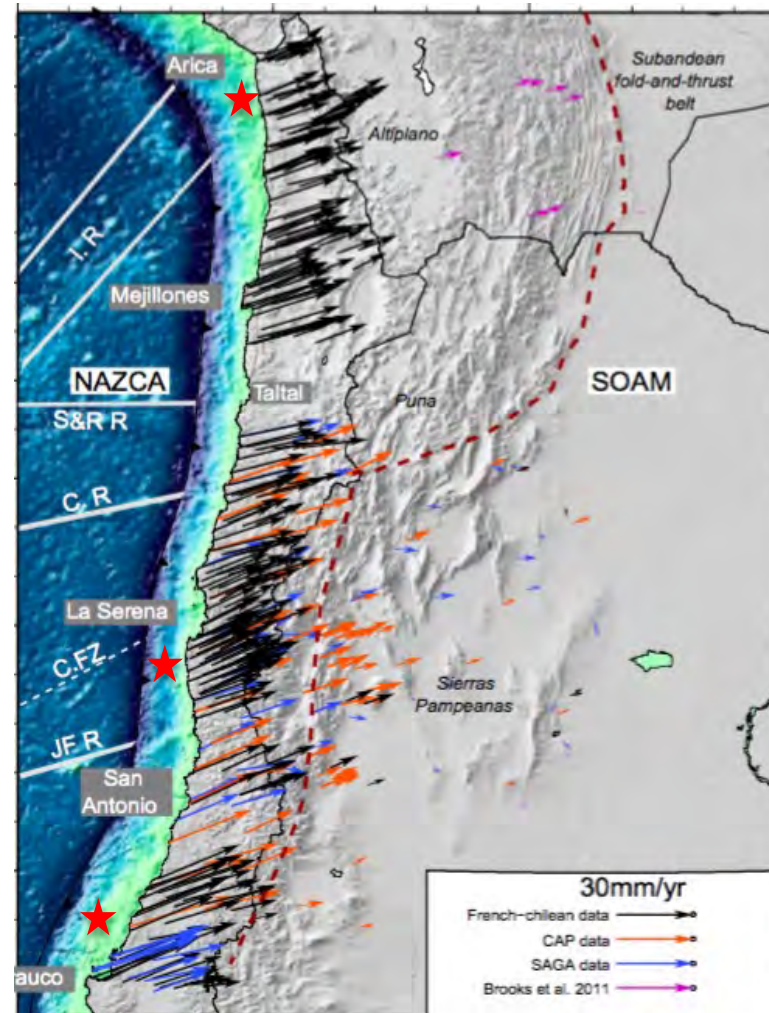 Arica
Subandean
fold-and-thrust
belt
Altiplano
I. R
Mejillones
NAZCA
Taltal
Puna
SOAM
S&R R
C. R
La Serena
C.FZ
Sierras
Pampeanas
JF R
San
Antonio
30mm/yr
French-chilean data
CAP data
SAGA data
Brooks et al. 2011
rauco